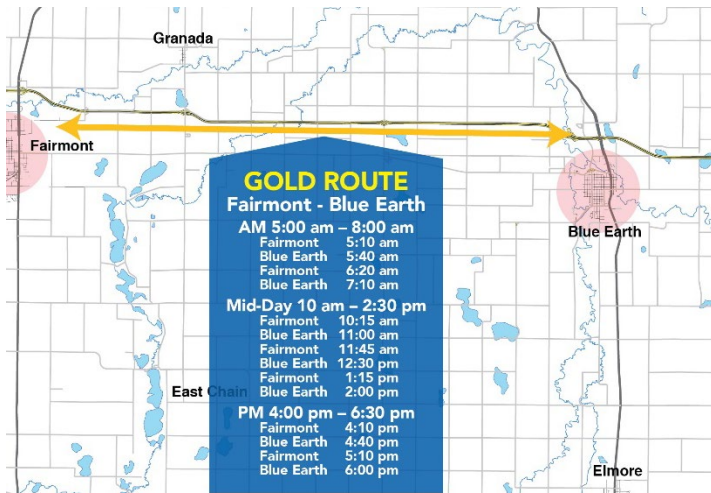 Granada
Fairmont
GOLD ROUTE
Fairmont - Blue Earth
AM 5:00 am – 8:00 am
Fairmont 5:10 am
Blue Earth 5:40 am
Fairmont 6:20 am
Blue Earth 7:10 am
Mid-Day 10 am – 2:30 pm
Fairmont 10:15 am
Blue Earth 11:00 am
Fairmont 11:45 am
Blue Earth 12:30 pm
Fairmont 1:15 pm
Blue Earth 2:00 pm
PM 4:00 pm – 6:30 pm
Fairmont 4:10 pm
Blue Earth 4:40 pm
Fairmont 5:10 pm
Blue Earth 6:00 pm
Blue Earth
East Chain
Elmore